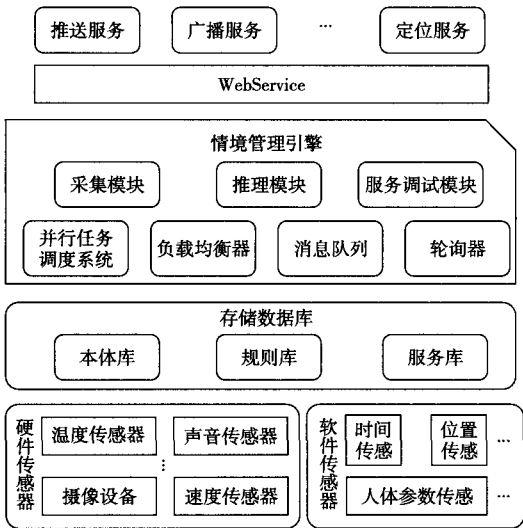 推送服务 广播服务 … 定位服务
WebService
情境管理引擎
采集模块 推理模块 服务调试模块
并行任务
调度系统
负载均衡器 消息队列 轮询器
存储数据库
本体库 规则库 服务库
硬件传感器
温度传感器 声音传感器
⋮
摄像设备 速度传感器
软件传感器
时间
传感
位置
传感
…
人体参数传感 …